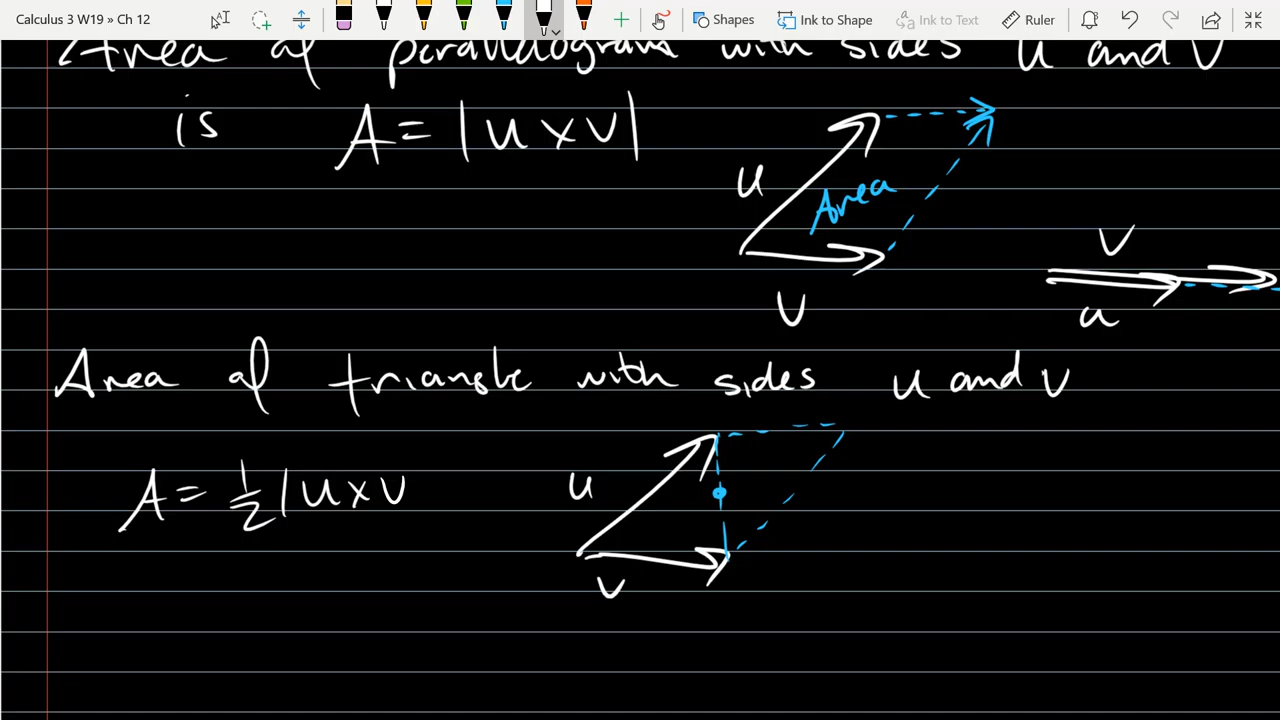 Calculus 3 W19 » Ch 12
Shapes
Ink to Shape
Ink to Text
Ruler
Area of parallelogram with sides u and v
is A = |u x v|
u
Area
v
v
u
Area of triangle with sides u and v
A = 1/2 |u x v
u
v